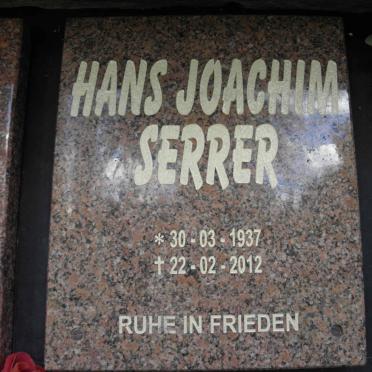 HANS JOACHIM
SERRER
* 30 - 03 - 1937
† 22 - 02 - 2012
RUHE IN FRIEDEN